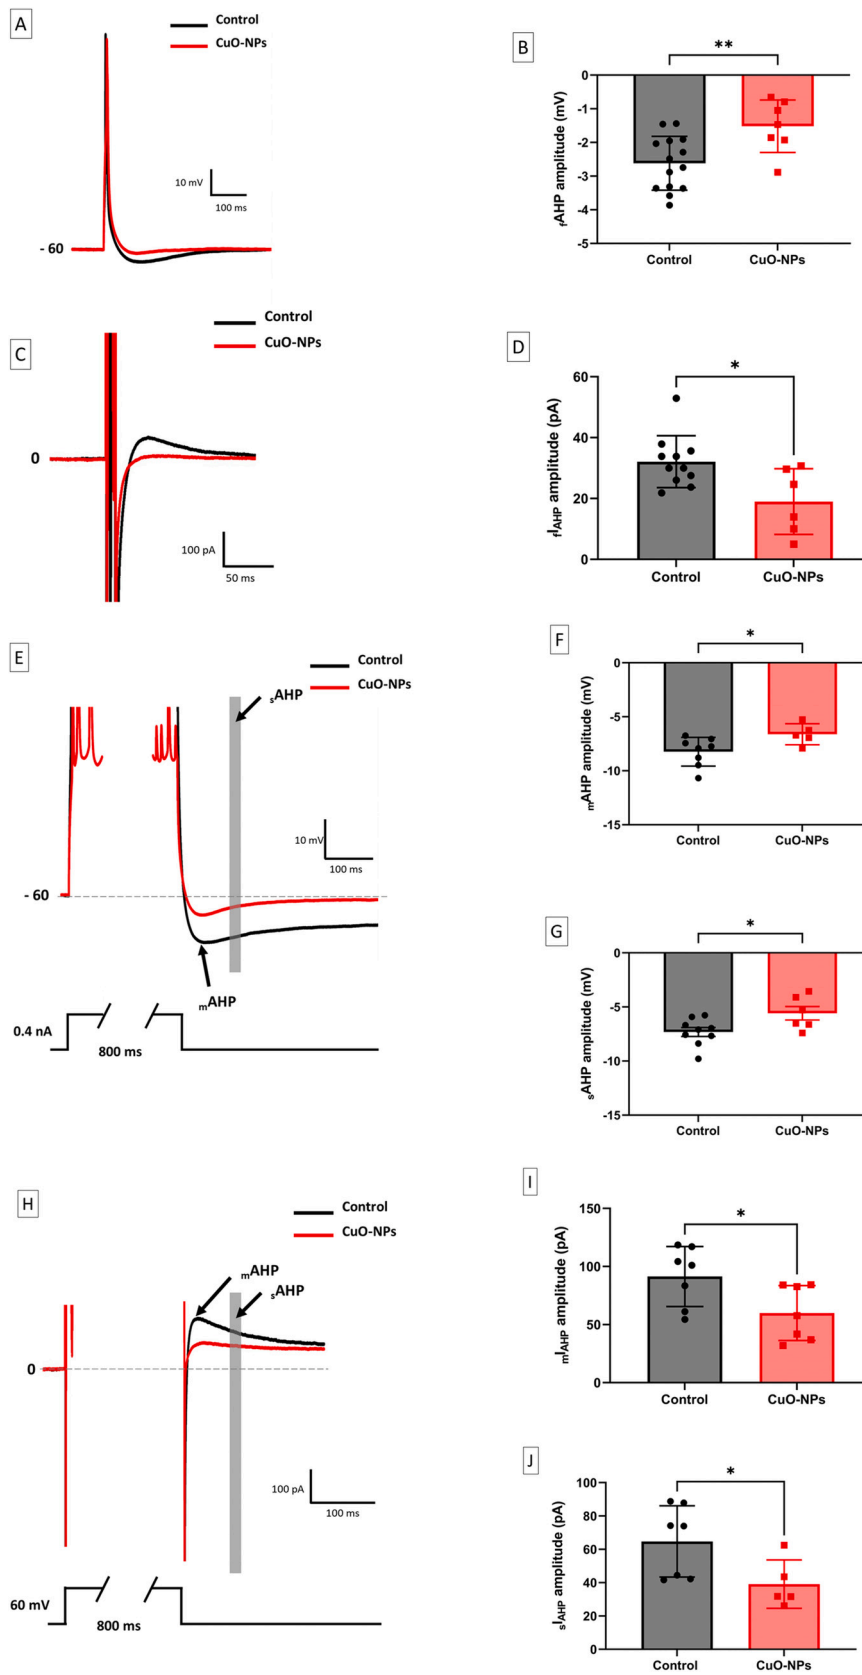 A
Control
CuO-NPs
10 mV
100 ms
- 60
B
**
fAHP amplitude (mV)
0
-1
-2
-3
-4
-5
Control
CuO-NPs
C
Control
CuO-NPs
0
100 pA
50 ms
D
*
fIAHP amplitude (pA)
60
40
20
0
Control
CuO-NPs
E
Control
CuO-NPs
sAHP
10 mV
100 ms
- 60
mAHP
0.4 nA
800 ms
F
*
mAHP amplitude (mV)
0
-5
-10
-15
Control
CuO-NPs
G
*
sAHP amplitude (mV)
0
-5
-10
-15
Control
CuO-NPs
H
Control
CuO-NPs
mAHP
sAHP
0
100 pA
100 ms
60 mV
800 ms
I
*
mIAHP amplitude (pA)
150
100
50
0
Control
CuO-NPs
J
*
sIAHP amplitude (pA)
100
80
60
40
20
0
Control
CuO-NPs